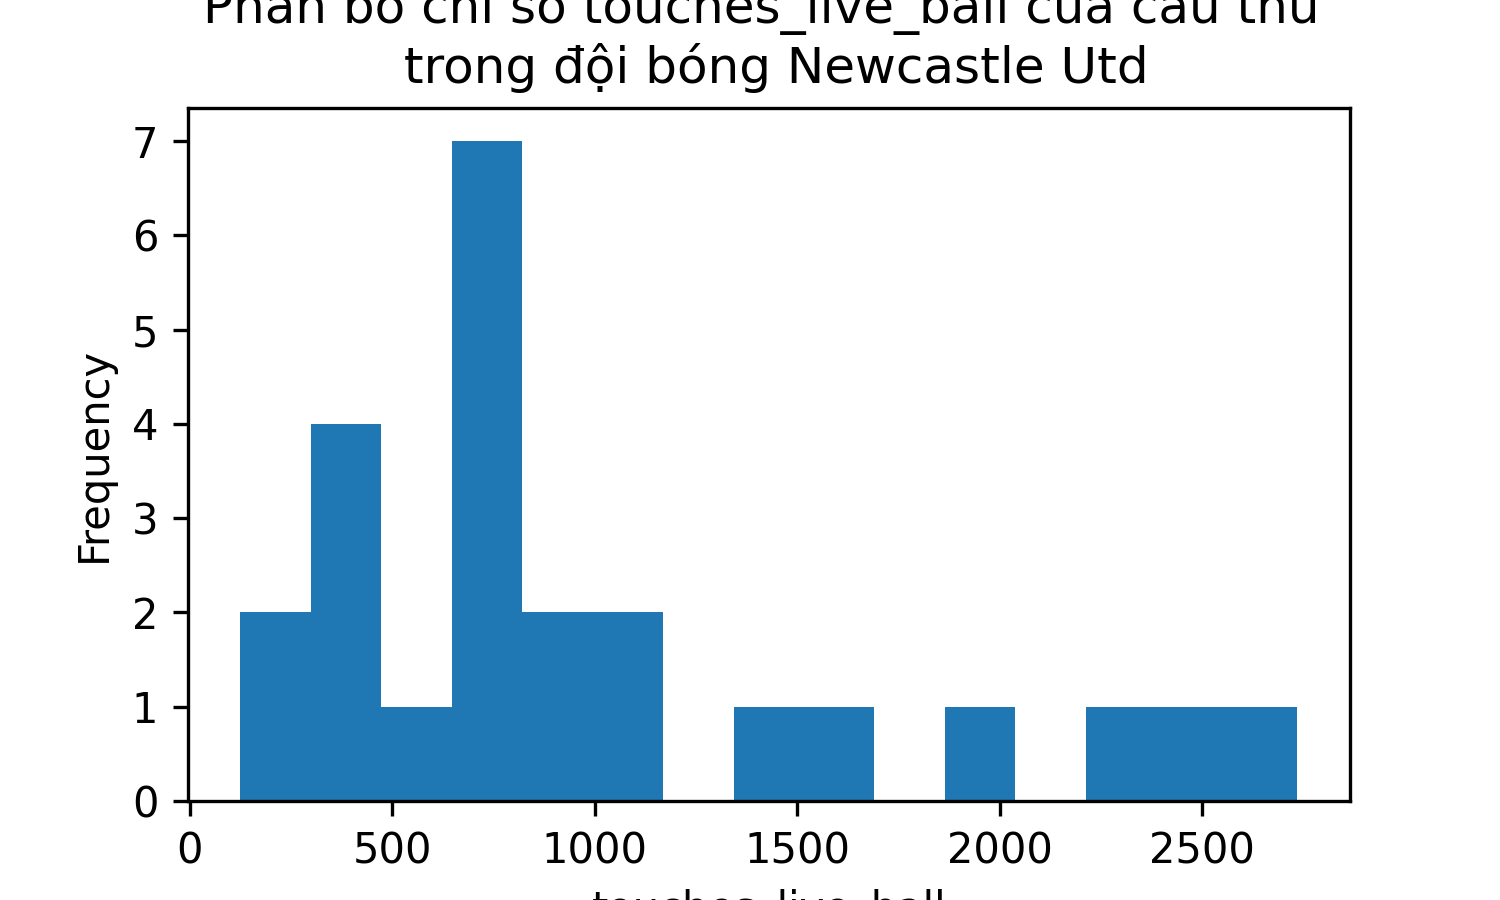 Phân bố chỉ số touches_live_ball của cầu thủ
trong đội bóng Newcastle Utd
Frequency
7
6
5
4
3
2
1
0
0 500 1000 1500 2000 2500
touches_live_ball